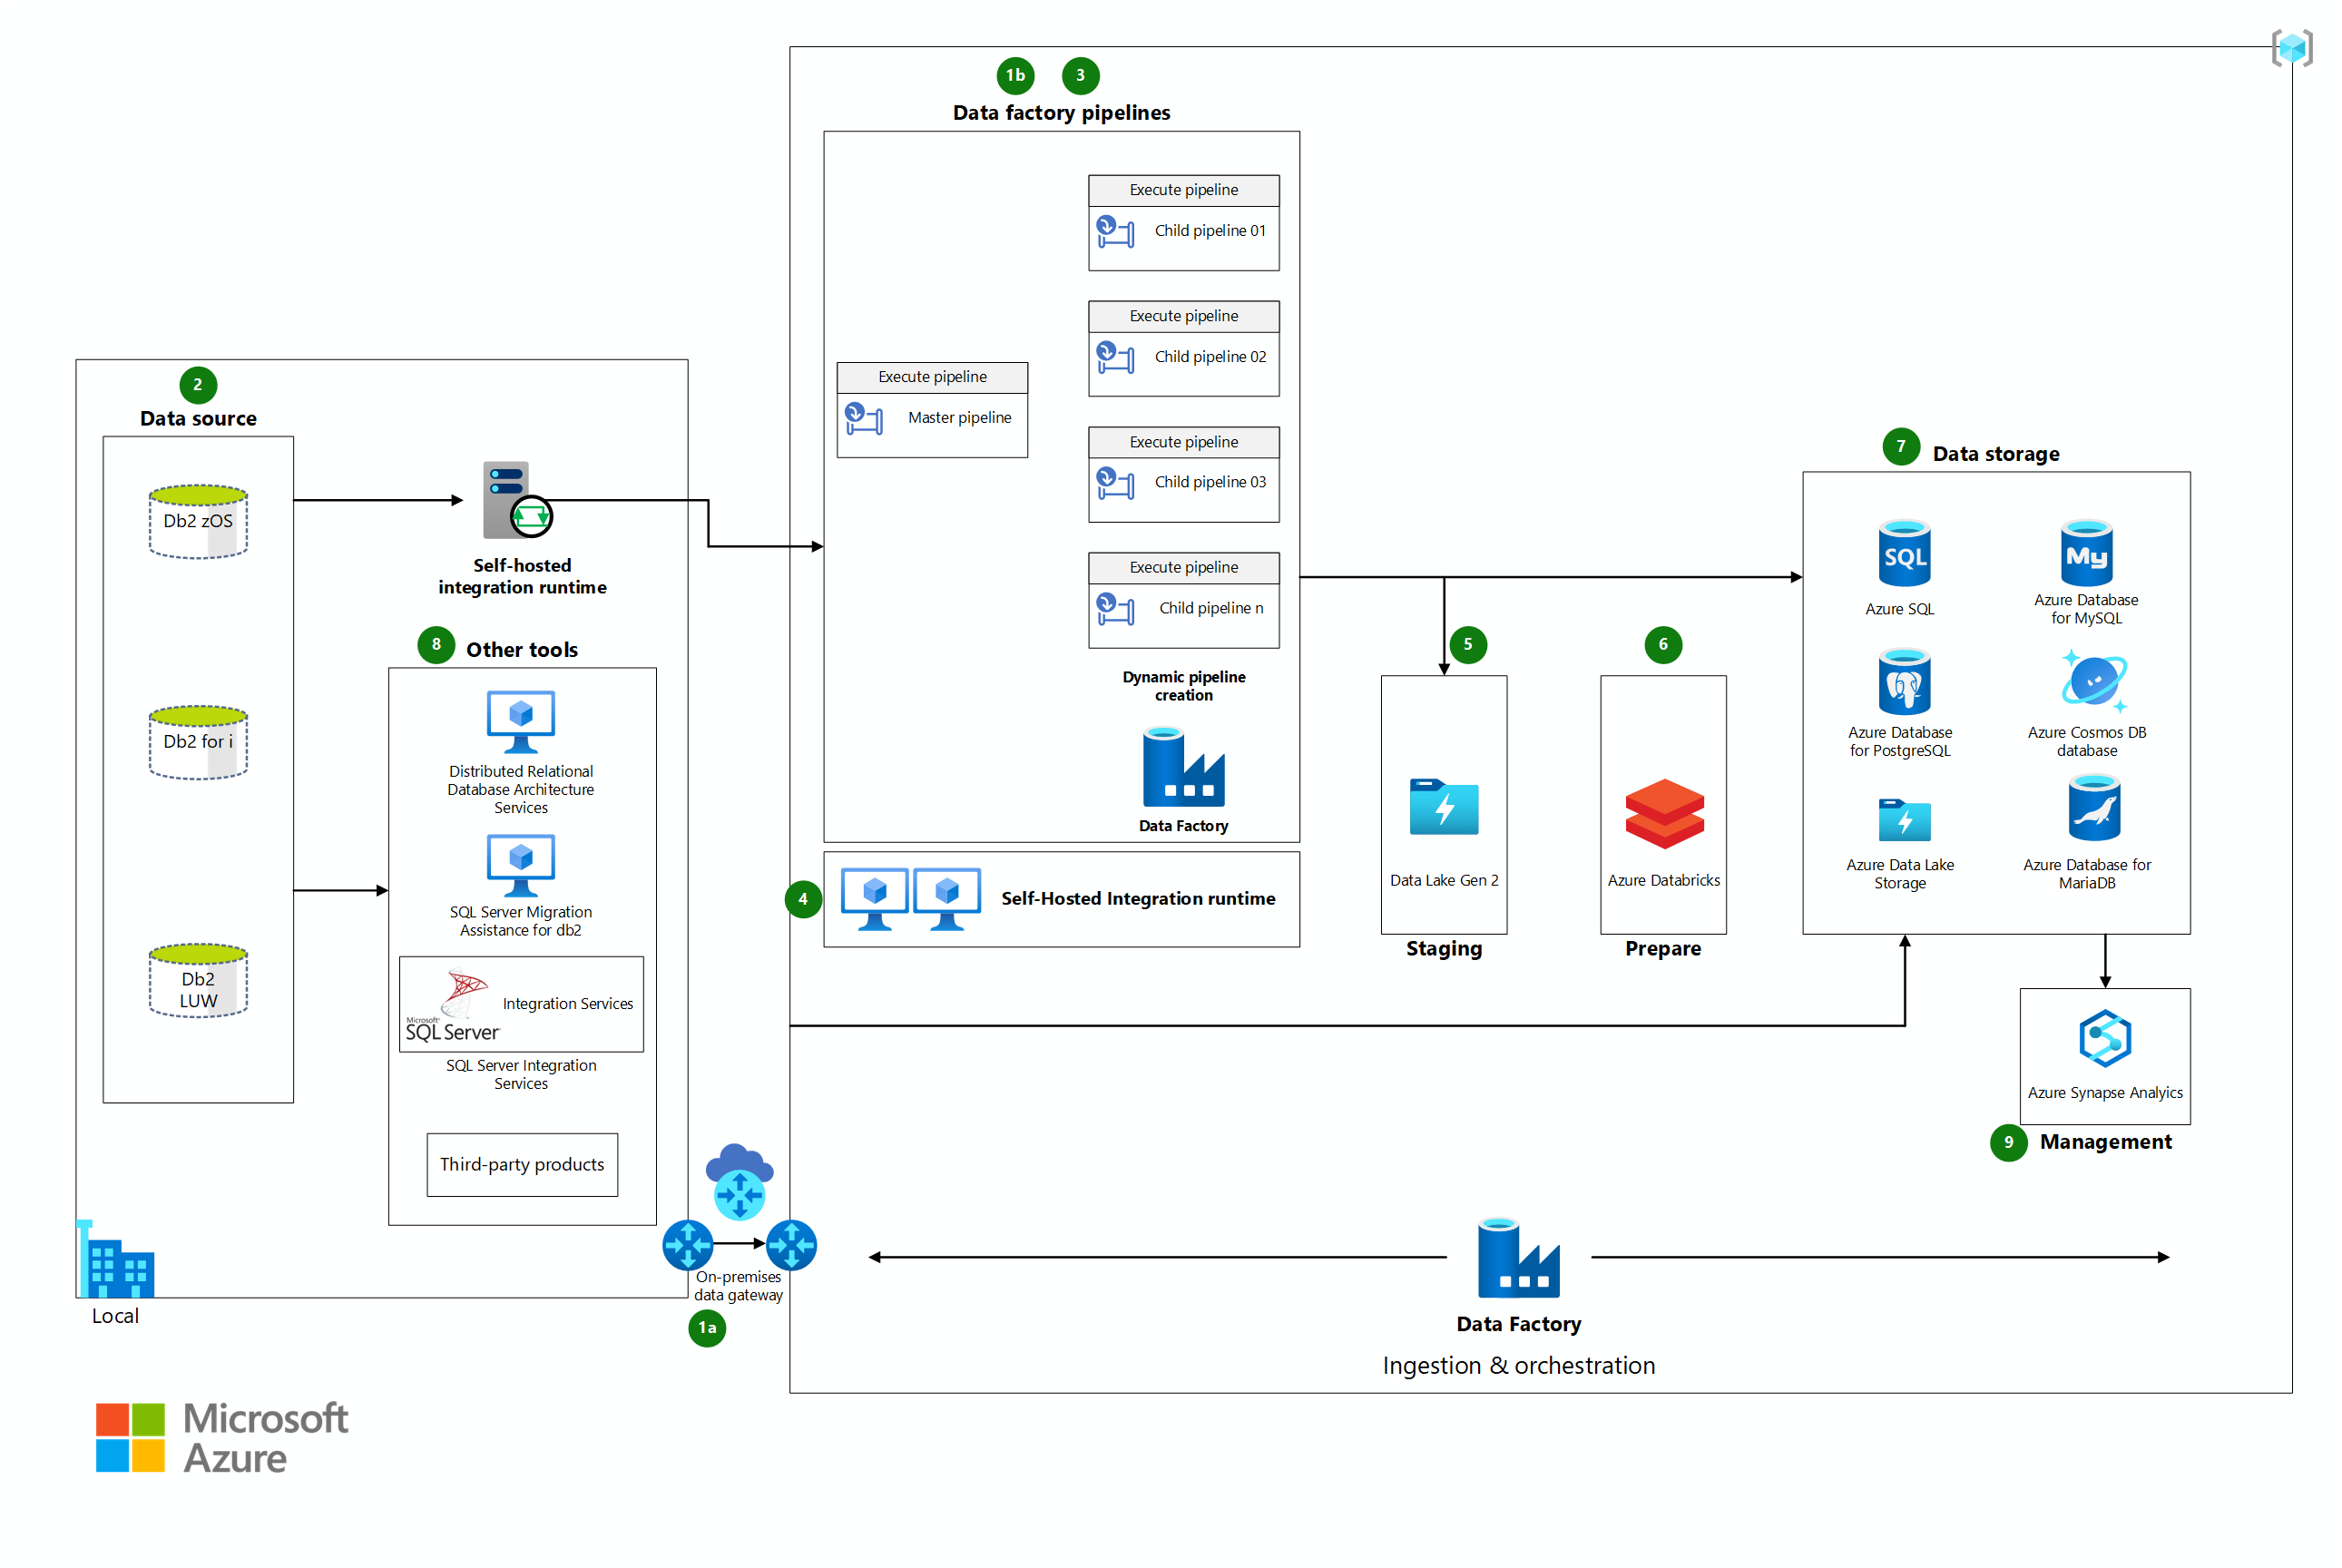 1b
3
Data factory pipelines
Execute pipeline
Child pipeline 01
Execute pipeline
Child pipeline 02
Execute pipeline
Master pipeline
Execute pipeline
Child pipeline 03
Execute pipeline
Child pipeline n
Dynamic pipeline
creation
Data Factory
2
Data source
Db2 zOS
Db2 for i
Db2
LUW
Self-hosted
integration runtime
8
Other tools
Distributed Relational
Database Architecture
Services
SQL Server Migration
Assistance for db2
Microsoft
SQL Server
Integration Services
SQL Server Integration
Services
Third-party products
Local
On-premises
data gateway
1a
4
Self-Hosted Integration runtime
5
Data Lake Gen 2
Staging
6
Azure Databricks
Prepare
7
Data storage
SQL
Azure SQL
My
Azure Database
for MySQL
Azure Database
for PostgreSQL
Azure Cosmos DB
database
Azure Data Lake
Storage
Azure Database for
MariaDB
Azure Synapse Analyics
9
Management
Data Factory
Ingestion & orchestration
Microsoft
Azure